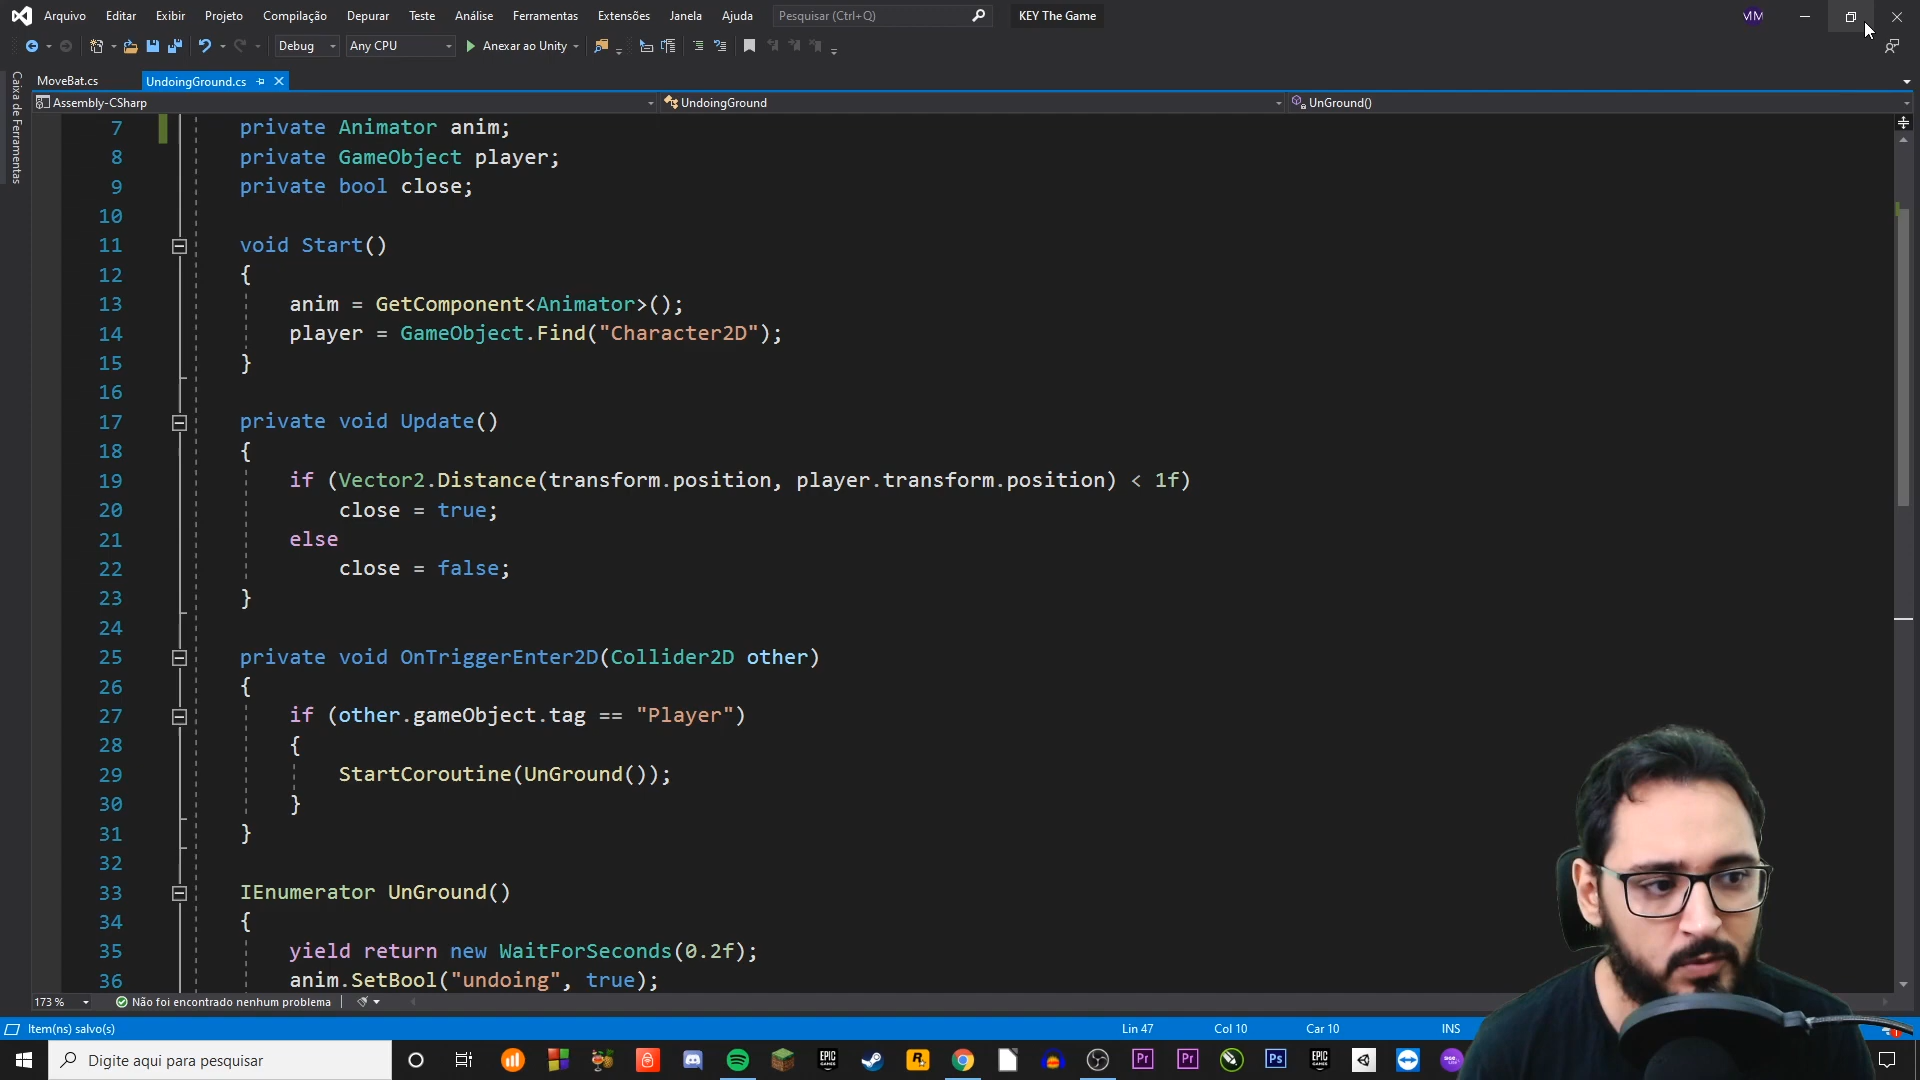 Arquivo Editar Exibir Projeto Compilação Depurar Teste Análise Ferramentas Extensões Janela Ajuda Pesquisar (Ctrl+Q) KEY The Game
Debug Any CPU Anexar ao Unity
MoveBat.cs UndoingGround.cs
Caixa de Ferramentas
Assembly-CSharp UndoingGround UnGround()
7 private Animator anim;
8 private GameObject player;
9 private bool close;
10
11 void Start()
12 {
13 anim = GetComponent<Animator>();
14 player = GameObject.Find("Character2D");
15 }
16
17 private void Update()
18 {
19 if (Vector2.Distance(transform.position, player.transform.position) < 1f)
20 close = true;
21 else
22 close = false;
23 }
24
25 private void OnTriggerEnter2D(Collider2D other)
26 {
27 if (other.gameObject.tag == "Player")
28 {
29 StartCoroutine(UnGround());
30 }
31 }
32
33 IEnumerator UnGround()
34 {
35 yield return new WaitForSeconds(0.2f);
36 anim.SetBool("undoing", true);
173 % Não foi encontrado nenhum problema
Item(ns) salvo(s) Lin 47 Col 10 Car 10 INS
Digite aqui para pesquisar